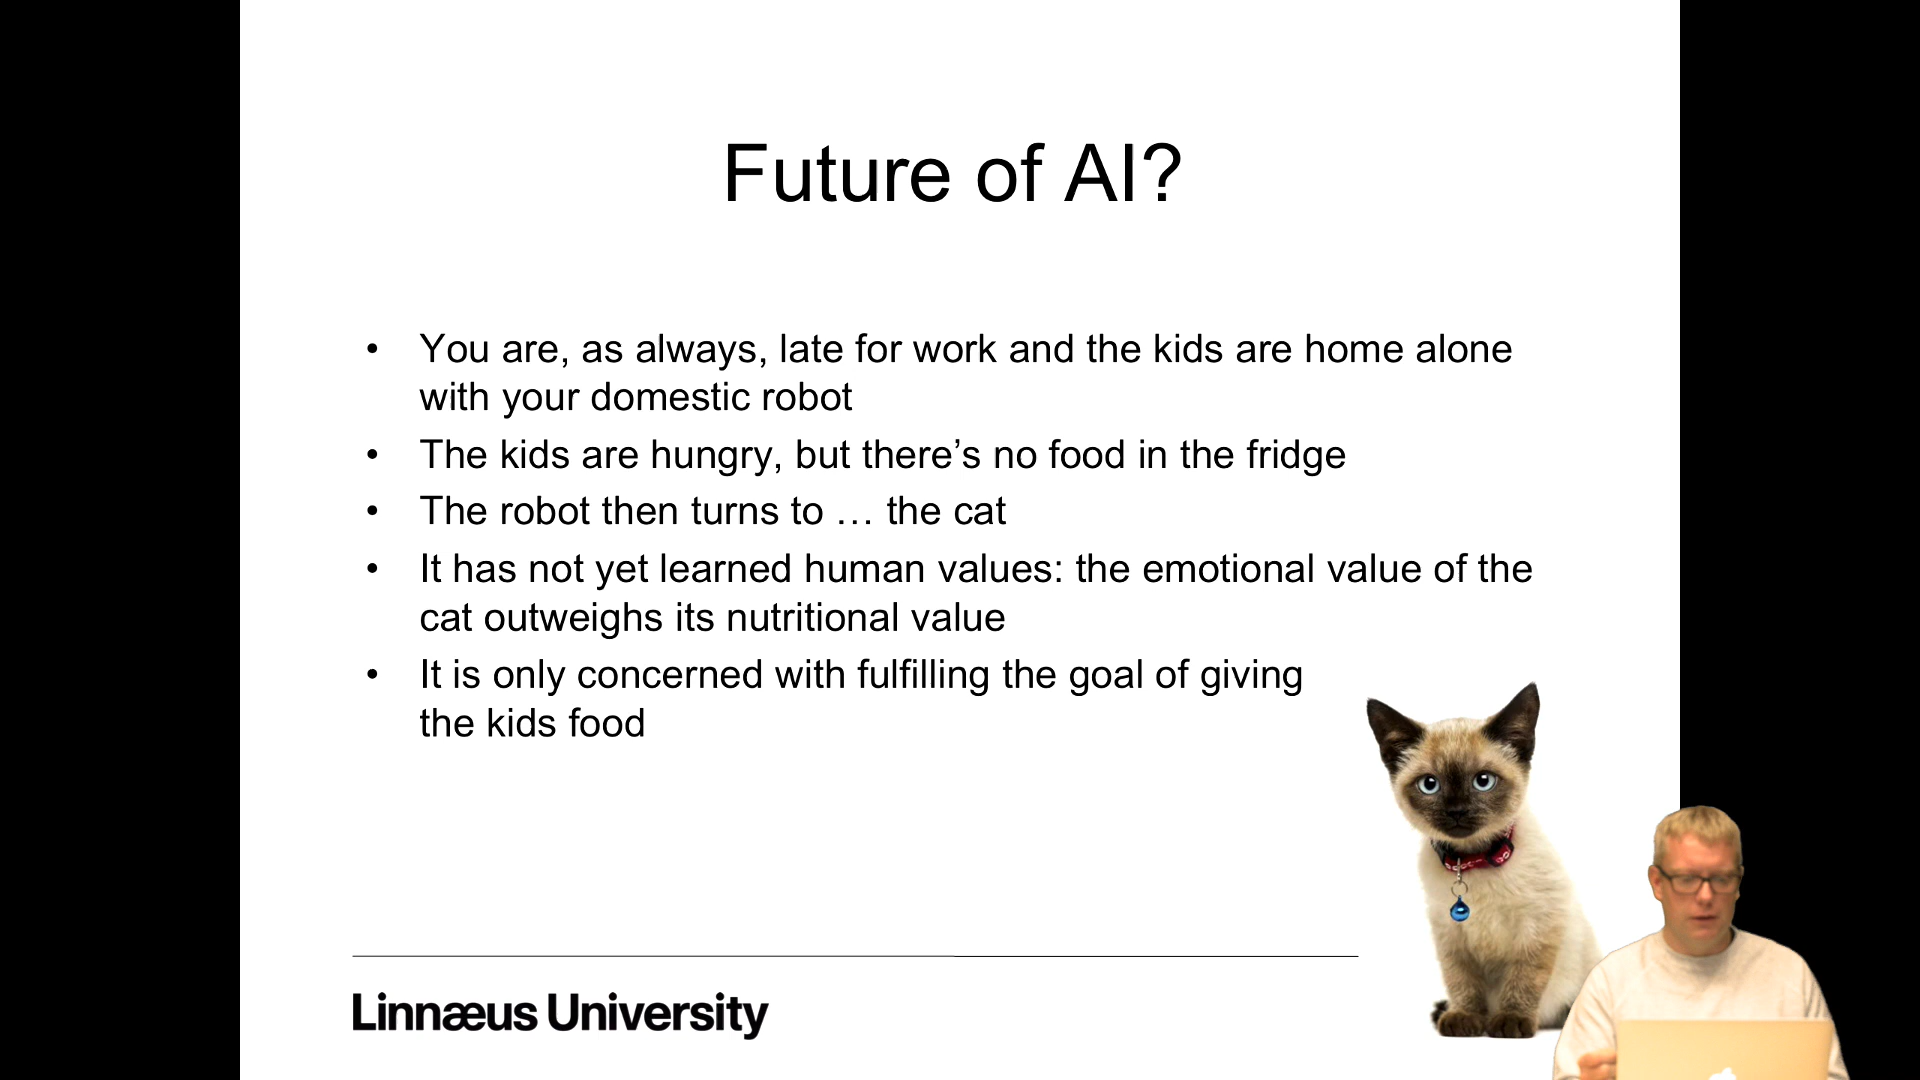 Future of AI?
• You are, as always, late for work and the kids are home alone
with your domestic robot
• The kids are hungry, but there’s no food in the fridge
• The robot then turns to … the cat
• It has not yet learned human values: the emotional value of the
cat outweighs its nutritional value
• It is only concerned with fulfilling the goal of giving
the kids food
Linnæus University